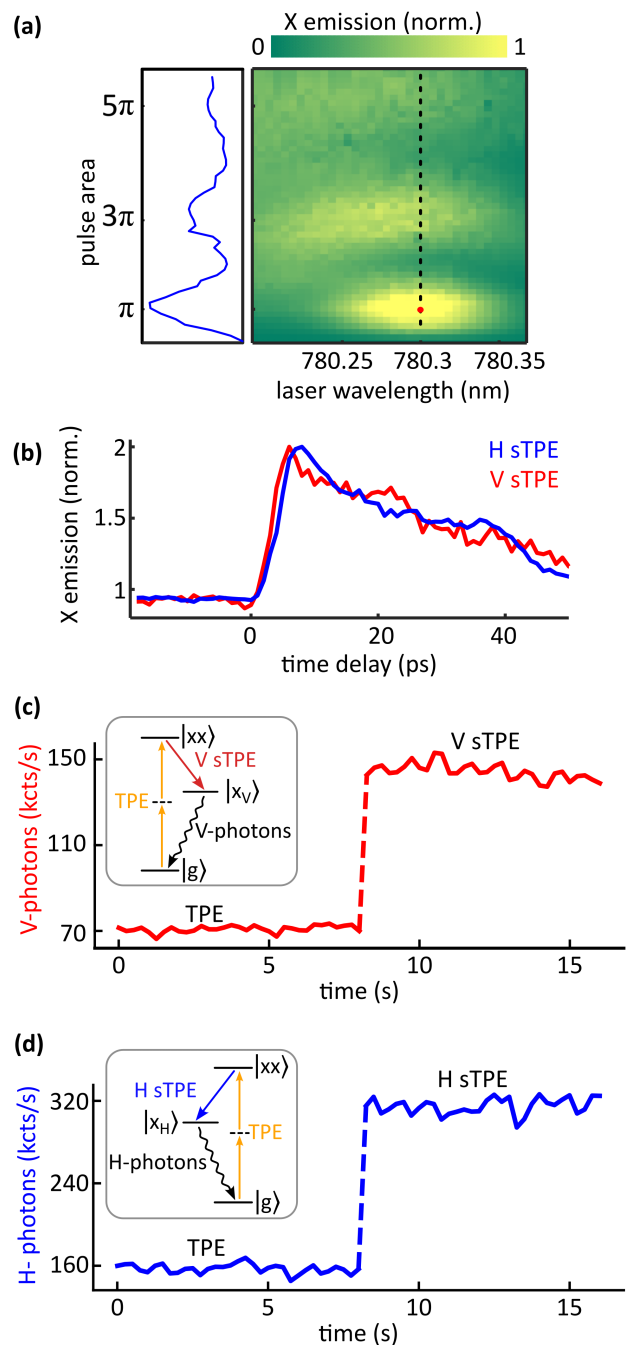 (a)
X emission (norm.)
0 1
5π
3π
π
pulse area
780.25 780.3 780.35
laser wavelength (nm)
(b)
X emission (norm.)
2
1.5
1
H sTPE
V sTPE
0 20 40
time delay (ps)
(c)
V-photons (kcts/s)
150
110
70
|xx⟩
V sTPE
TPE
|xV⟩
V-photons
|g⟩
V sTPE
TPE
0 5 10 15
time (s)
(d)
H- photons (kcts/s)
320
240
160
|xx⟩
H sTPE
|xH⟩
TPE
H-photons
|g⟩
H sTPE
TPE
0 5 10 15
time (s)